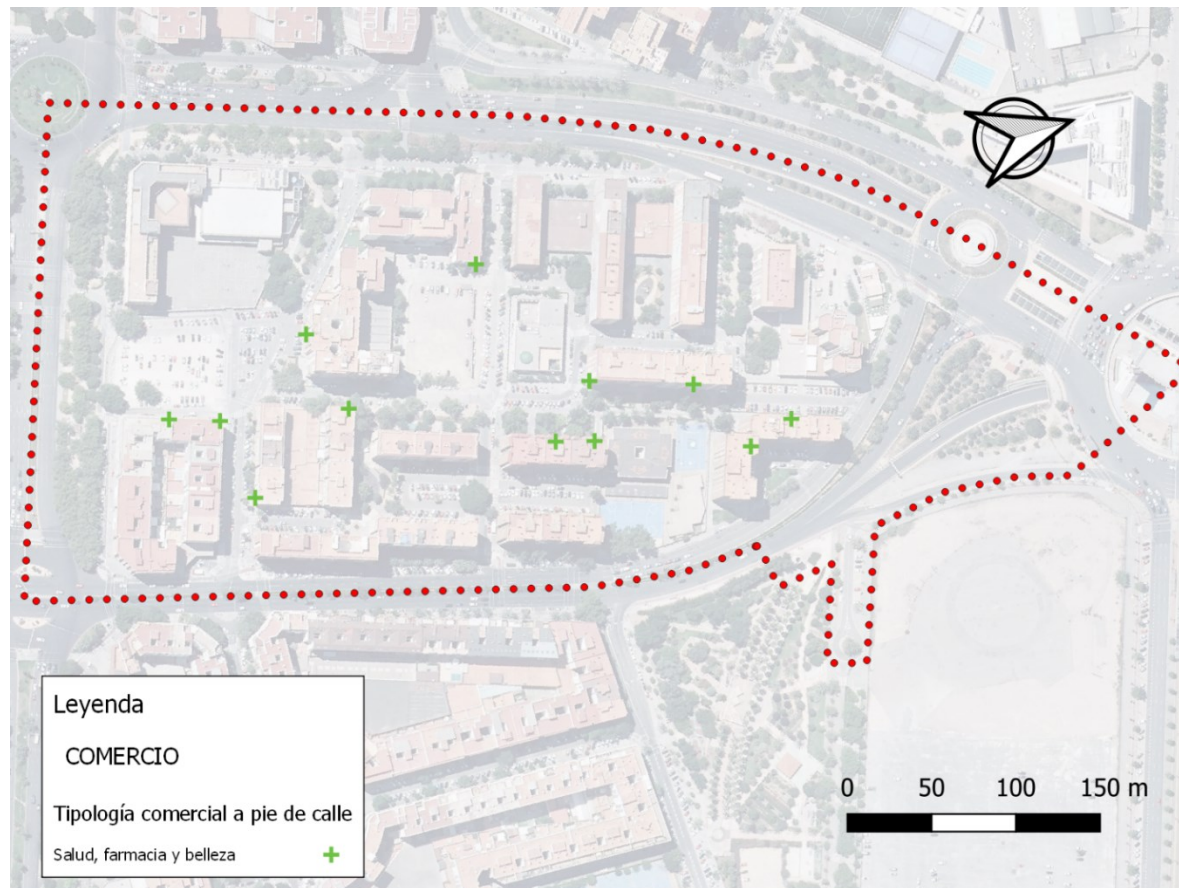 Leyenda
COMERCIO
Tipología comercial a pie de calle
Salud, farmacia y belleza
0 50 100 150 m